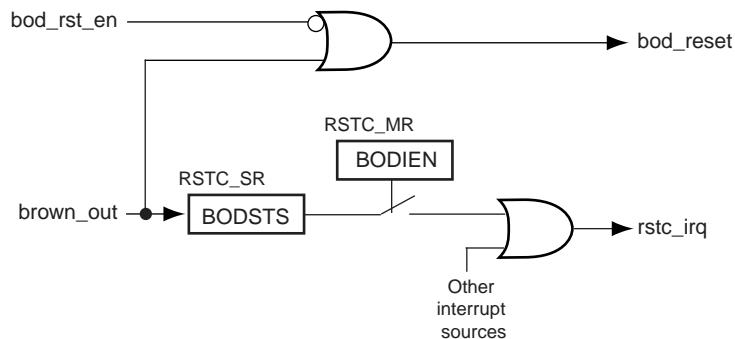 bod_rst_en
bod_reset
RSTC_MR
BODIEN
RSTC_SR
brown_out
BODSTS
rstc_irq
Other
interrupt
sources